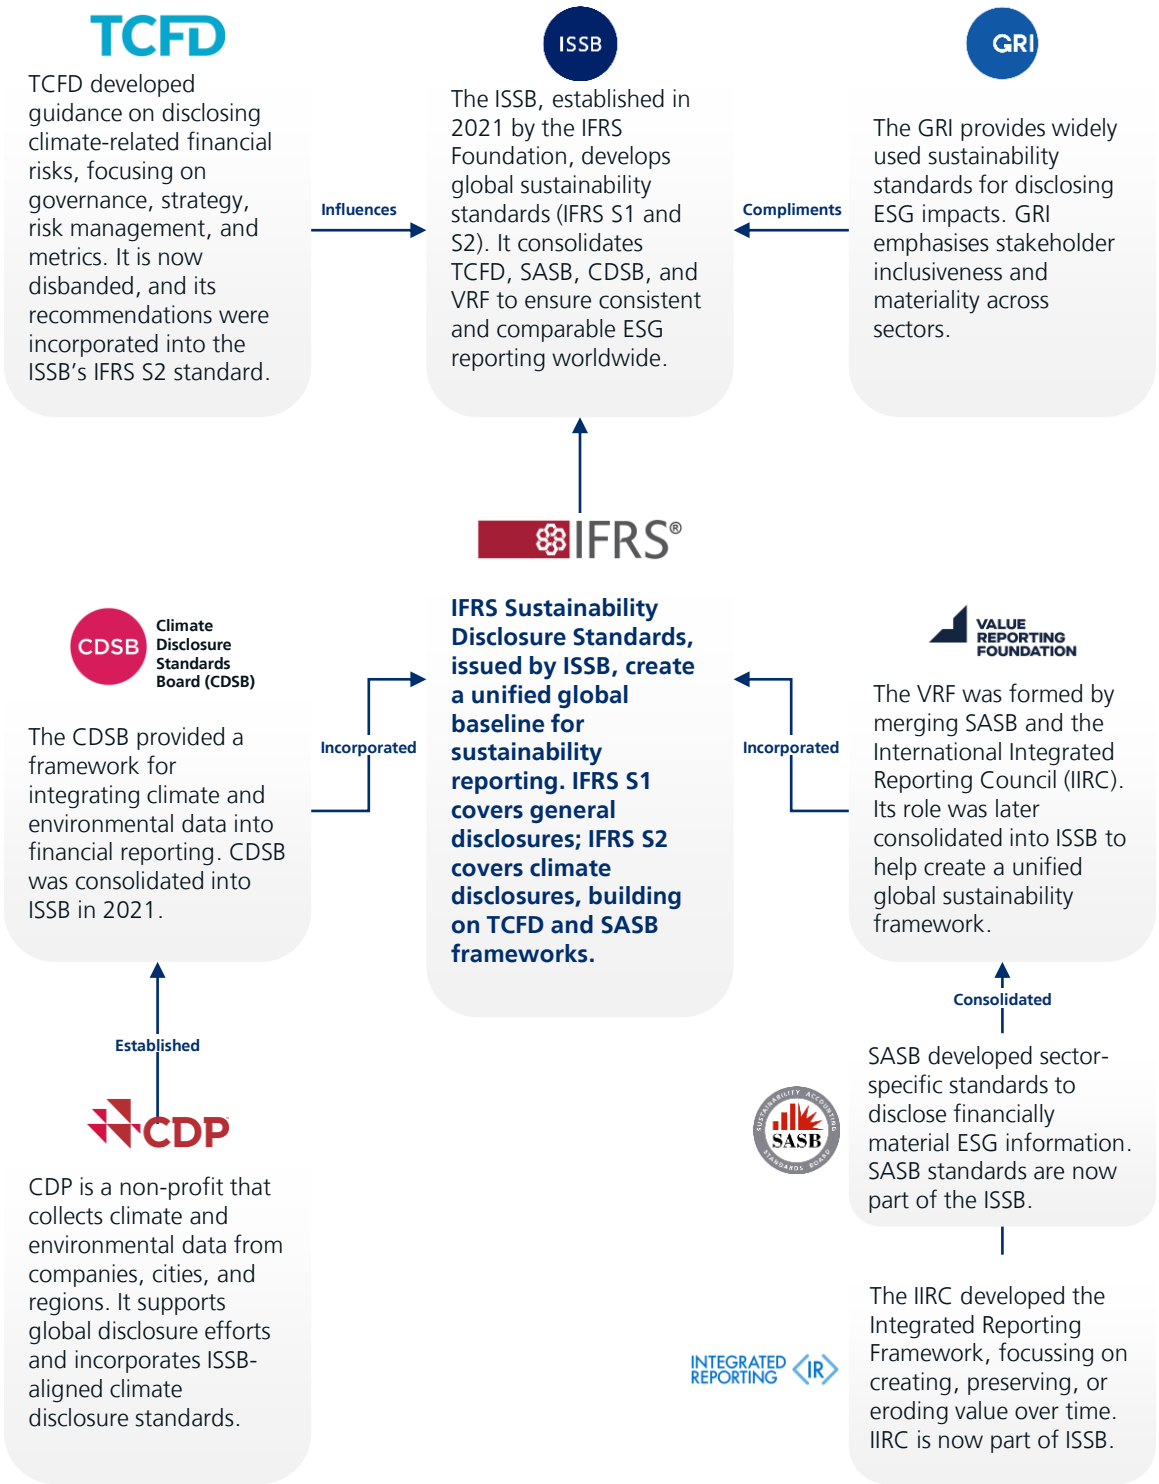 TCFD
TCFD developed
guidance on disclosing
climate-related financial
risks, focusing on
governance, strategy,
risk management, and
metrics. It is now
disbanded, and its
recommendations were
incorporated into the
ISSB's IFRS S2 standard.
Influences
ISSB
The ISSB, established in
2021 by the IFRS
Foundation, develops
global sustainability
standards (IFRS S1 and
S2). It consolidates
TCFD, SASB, CDSB, and
VRF to ensure consistent
and comparable ESG
reporting worldwide.
Compliments
GRI
The GRI provides widely
used sustainability
standards for disclosing
ESG impacts. GRI
emphasises stakeholder
inclusiveness and
materiality across
sectors.
IFRS®
IFRS Sustainability
Disclosure Standards,
issued by ISSB, create
a unified global
baseline for
sustainability
reporting. IFRS S1
covers general
disclosures; IFRS S2
covers climate
disclosures, building
on TCFD and SASB
frameworks.
CDSB
Climate
Disclosure
Standards
Board (CDSB)
The CDSB provided a
framework for
integrating climate and
environmental data into
financial reporting. CDSB
was consolidated into
ISSB in 2021.
Incorporated
Incorporated
VALUE
REPORTING
FOUNDATION
The VRF was formed by
merging SASB and the
International Integrated
Reporting Council (IIRC).
Its role was later
consolidated into ISSB to
help create a unified
global sustainability
framework.
Established
CDP
CDP is a non-profit that
collects climate and
environmental data from
companies, cities, and
regions. It supports
global disclosure efforts
and incorporates ISSB-
aligned climate
disclosure standards.
Consolidated
SUSTAINABILITY ACCOUNTING
SASB
STANDARDS BOARD
SASB developed sector-
specific standards to
disclose financially
material ESG information.
SASB standards are now
part of the ISSB.
INTEGRATED
REPORTING
<IR>
The IIRC developed the
Integrated Reporting
Framework, focussing on
creating, preserving, or
eroding value over time.
IIRC is now part of ISSB.